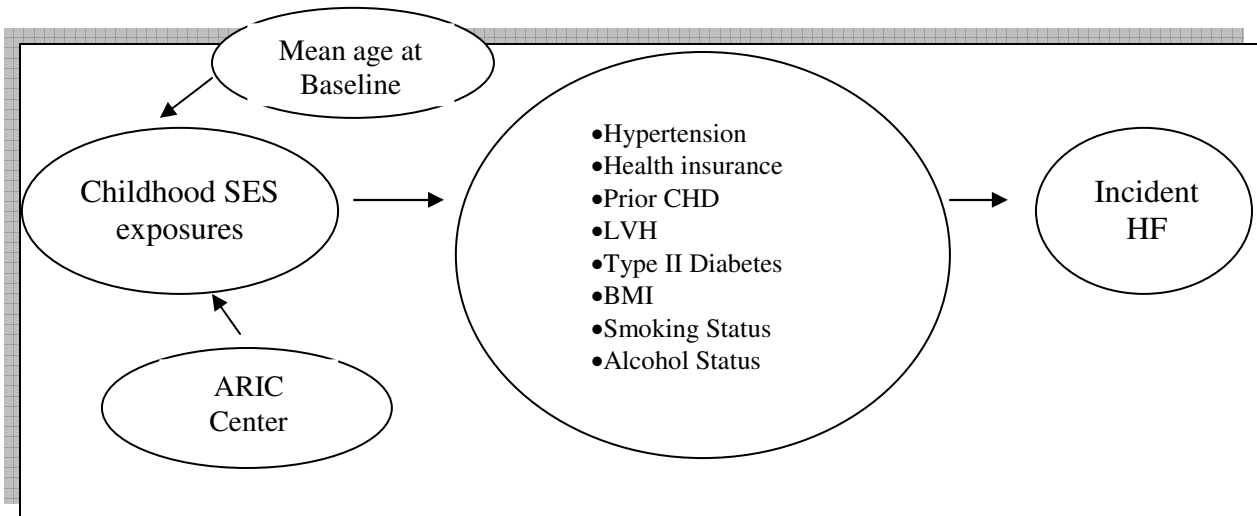 Mean age at
Baseline
Childhood SES
exposures
•Hypertension
•Health insurance
•Prior CHD
•LVH
•Type II Diabetes
•BMI
•Smoking Status
•Alcohol Status
Incident
HF
ARIC
Center